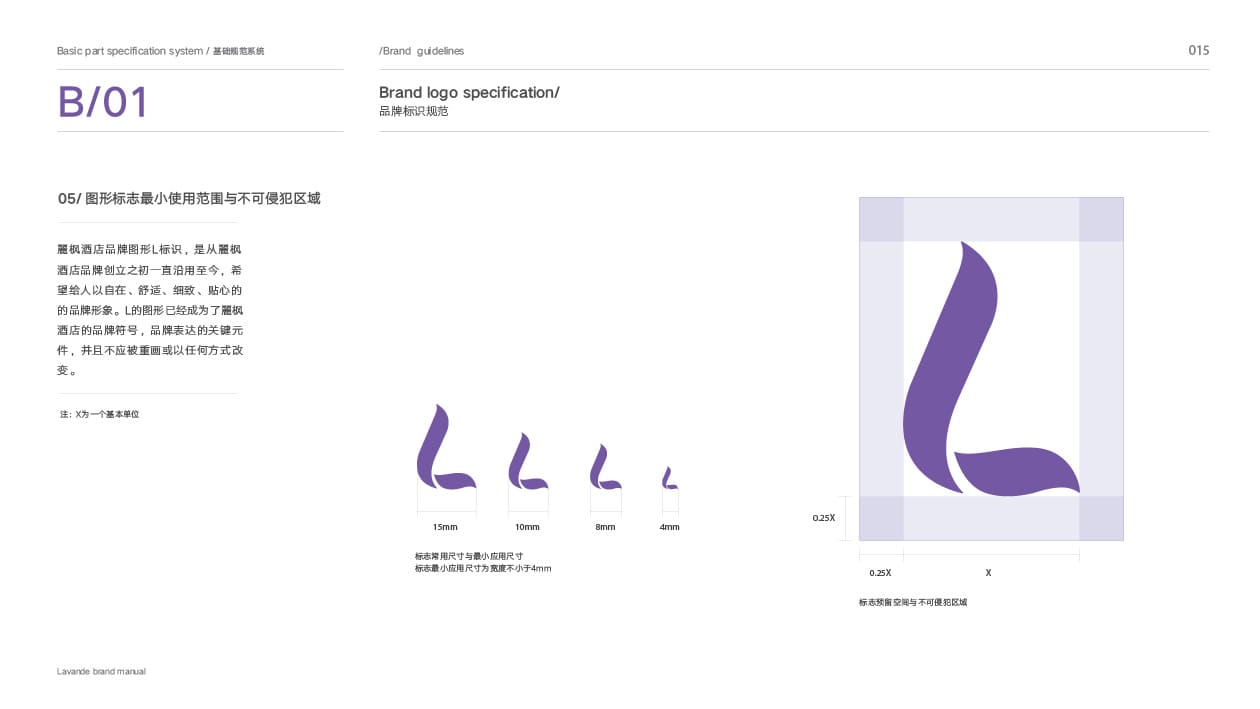 Basic part specification system / 基础规范系统
/Brand guidelines
015
B/01
Brand logo specification/
品牌标识规范
05/ 图形标志最小使用范围与不可侵犯区域
麗枫酒店品牌图形L标识，是从麗枫
酒店品牌创立之初一直沿用至今，希
望给人以自在、舒适、细致、贴心的
的品牌形象。L的图形已经成为了麗枫
酒店的品牌符号，品牌表达的关键元
件，并且不应被重画或以任何方式改
变。
注：X为一个基本单位
15mm
10mm
8mm
4mm
标志常用尺寸与最小应用尺寸
标志最小应用尺寸为宽度不小于4mm
0.25X
0.25X
X
标志预留空间与不可侵犯区域
Lavande brand manual